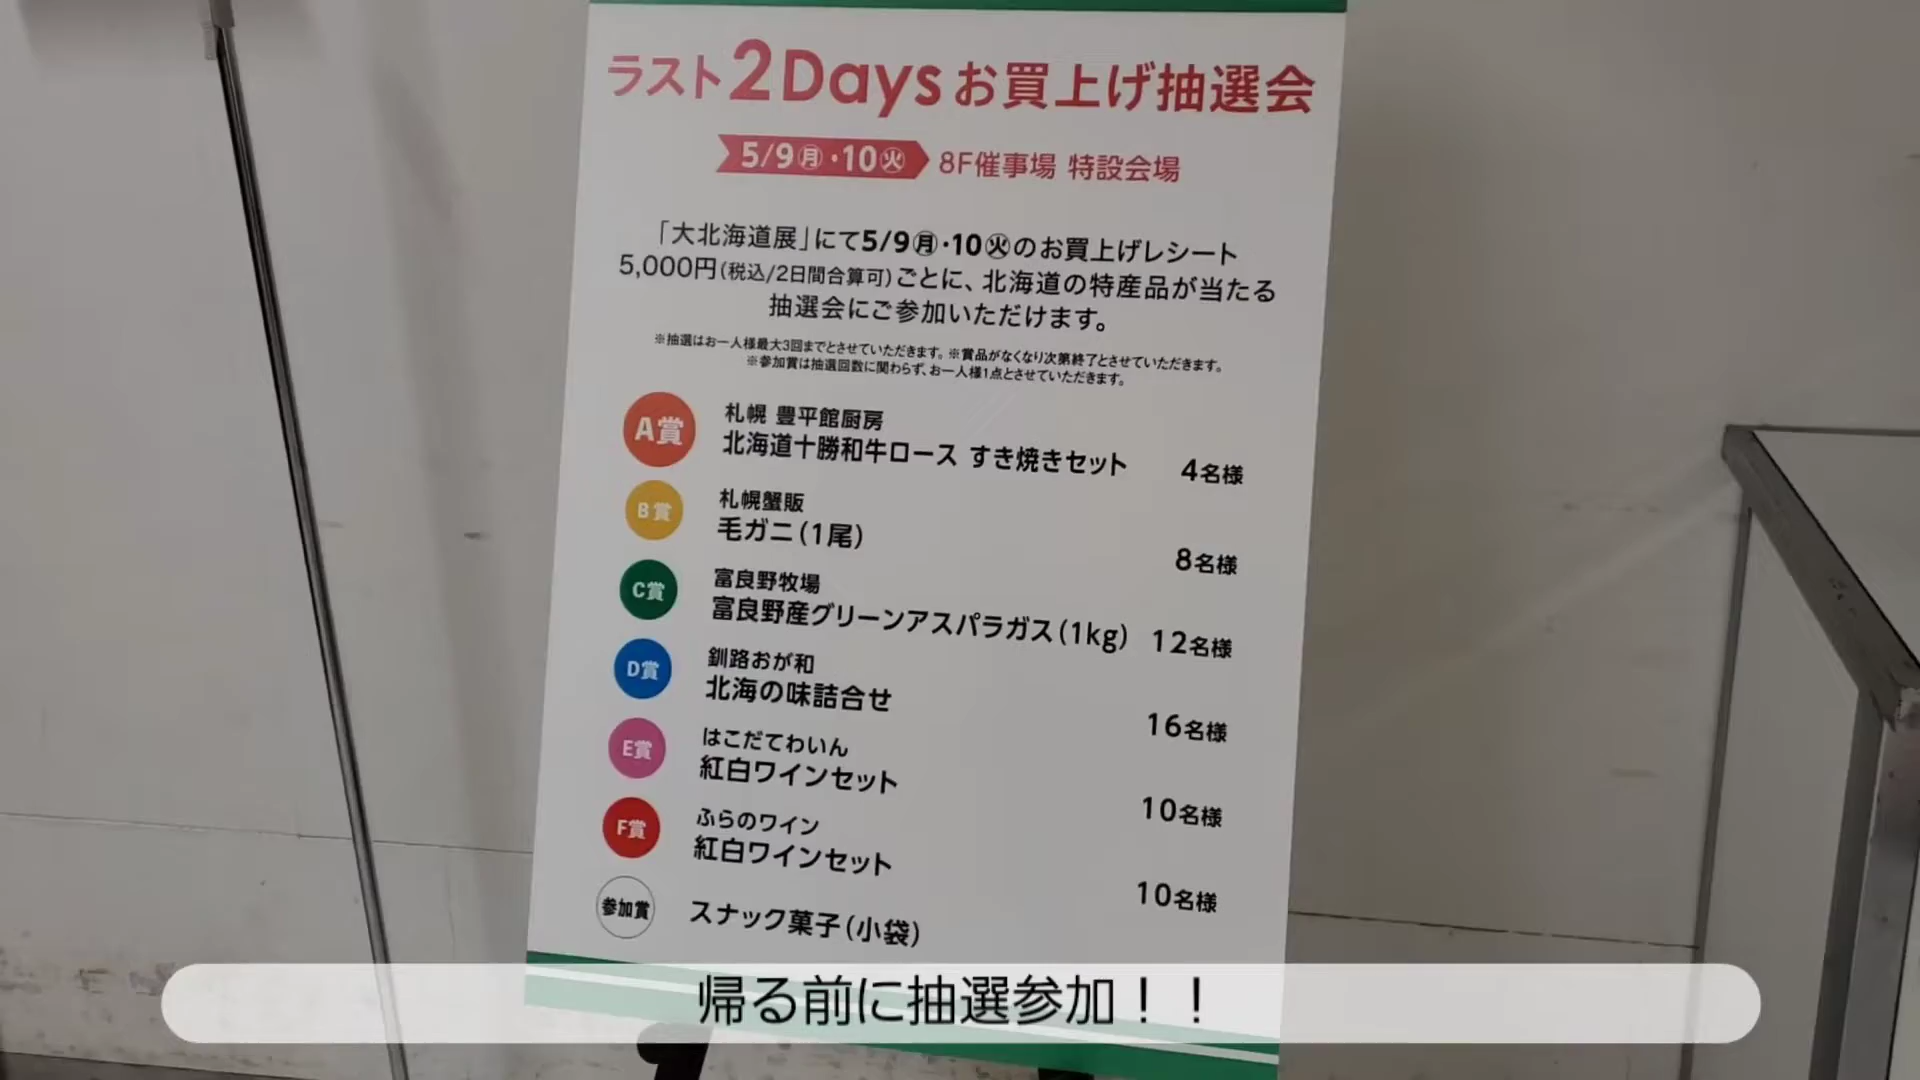 ラスト2Daysお買上げ抽選会
5/9㊊・10㊋ 8F催事場 特設会場
「大北海道展」にて5/9㊊・10㊋のお買上げレシート
5,000円(税込/2日間合算可)ごとに、北海道の特産品が当たる
抽選会にご参加いただけます。
※抽選はお一人様最大3回までとさせていただきます。※賞品がなくなり次第終了とさせていただきます。
※参加賞は抽選回数に関わらず、お一人様1点とさせていただきます。
A賞 札幌 豊平館厨房
北海道十勝和牛ロース すき焼きセット 4名様
B賞 札幌蟹販
毛ガニ(1尾) 8名様
C賞 富良野牧場
富良野産グリーンアスパラガス(1kg) 12名様
D賞 釧路おが和
北海の味詰合せ 16名様
E賞 はこだてわいん
紅白ワインセット 10名様
F賞 ふらのワイン
紅白ワインセット 10名様
参加賞 スナック菓子(小袋)
帰る前に抽選参加！！